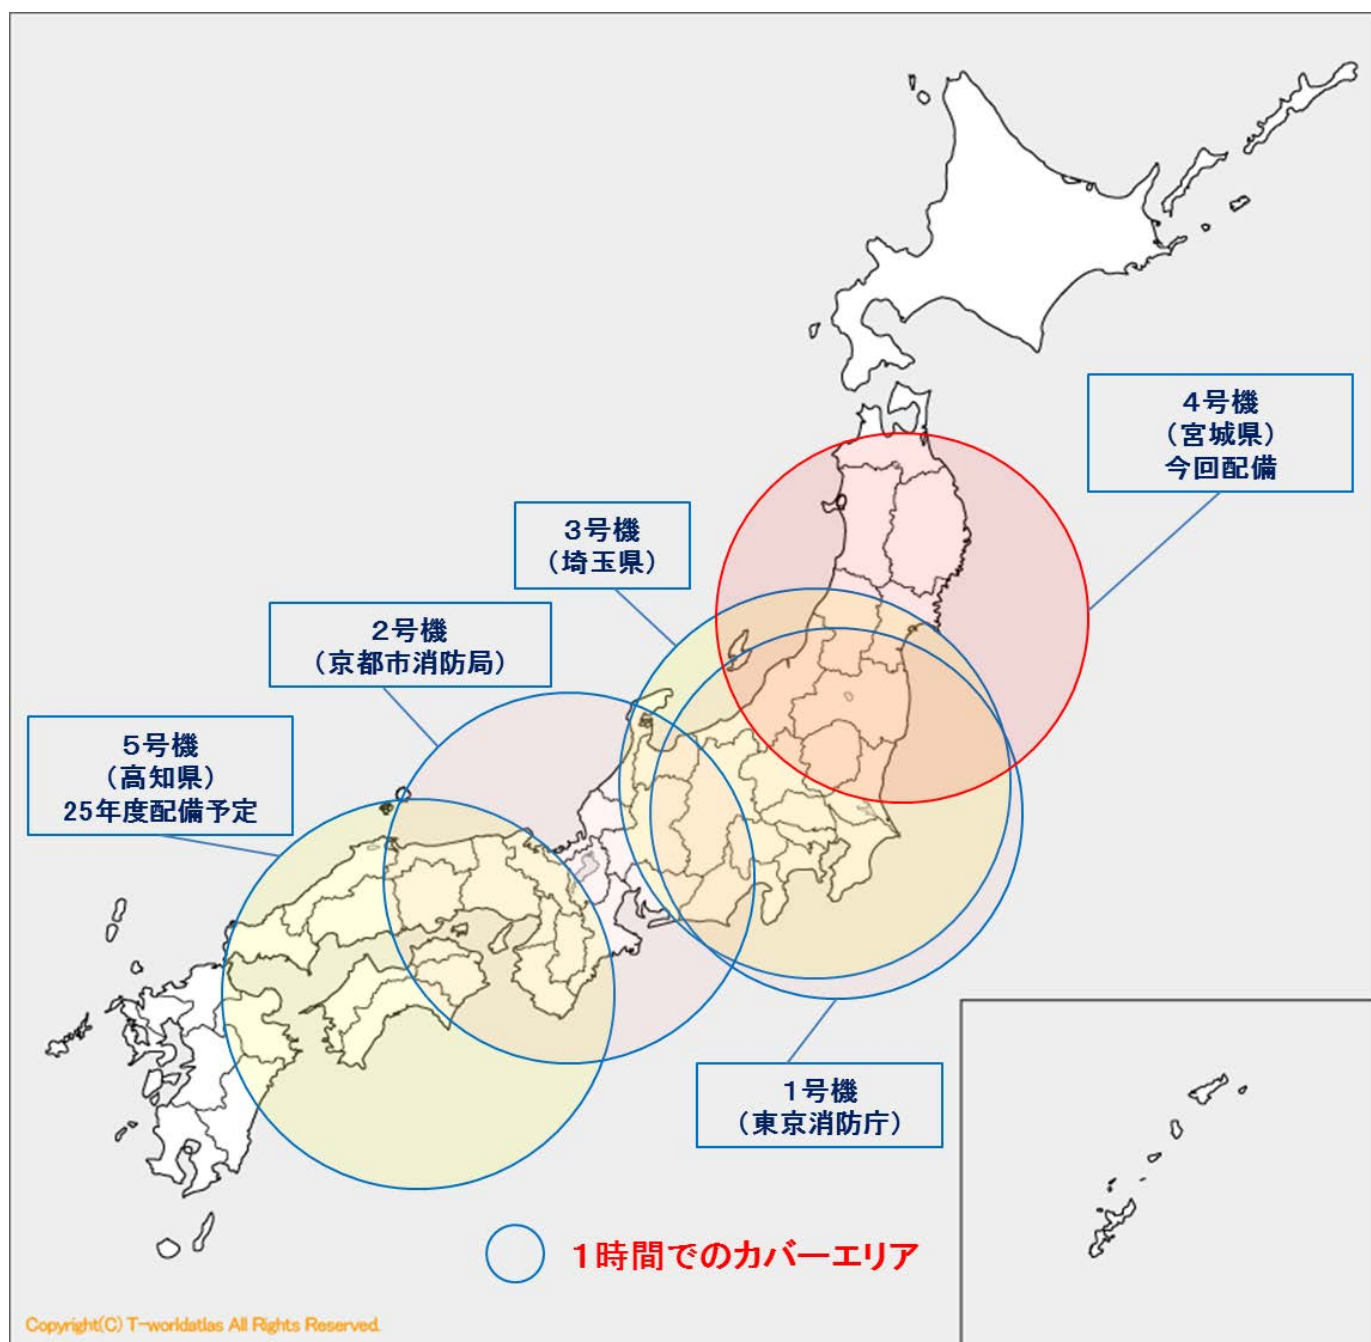 4号機
（宮城県）
今回配備
3号機
（埼玉県）
2号機
（京都市消防局）
5号機
（高知県）
25年度配備予定
1号機
（東京消防庁）
1時間でのカバーエリア
Copyright(C) T-worldatlas All Rights Reserved.